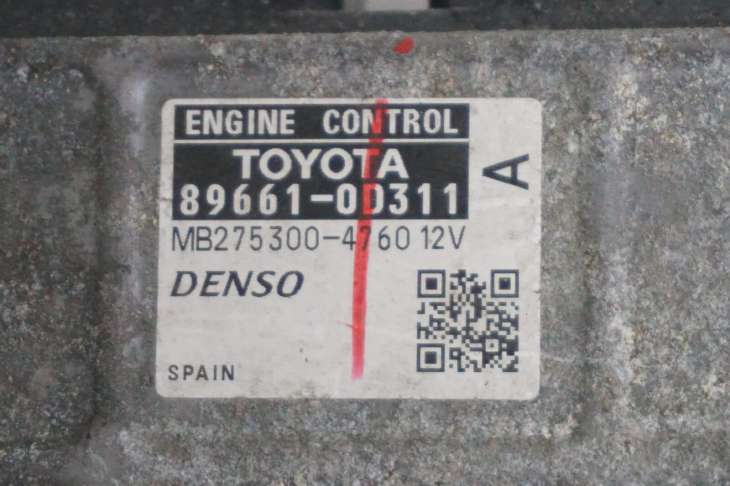 ENGINE CONTROL
TOYOTA
89661-0D311
A
MB275300-4760 12V
DENSO
SPAIN